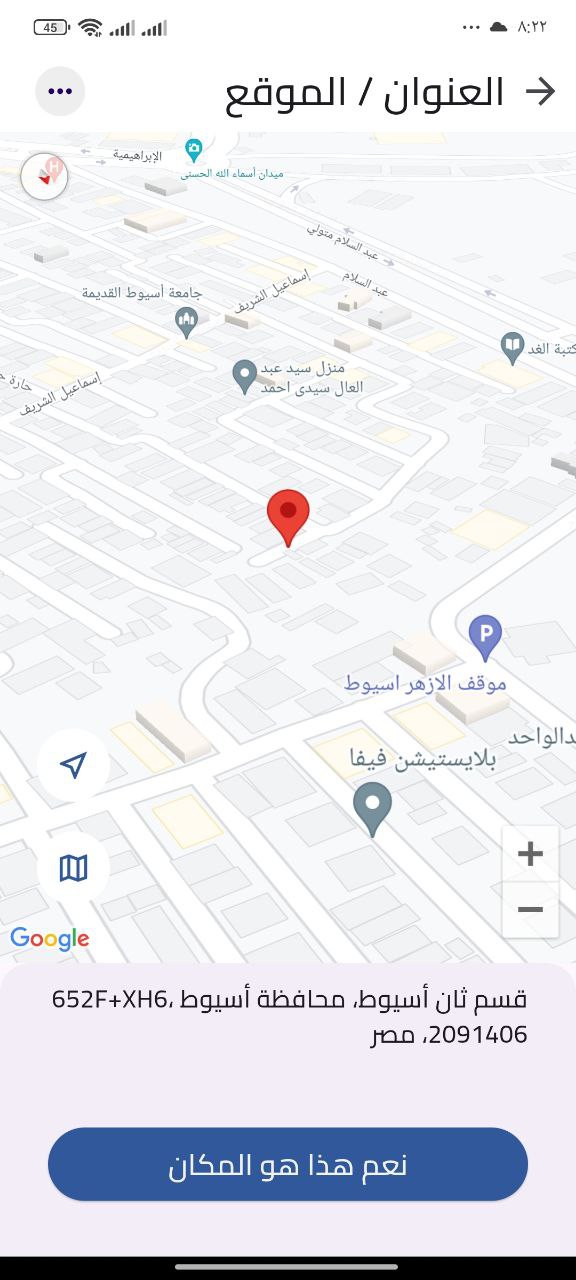 ٨:٢٢
45
العنوان / الموقع
الإبراهيمية
ميدان أسماء الله الحسنى
H
عبد السلام متولي
عبد السلام
إسماعيل الشريف
جامعة أسيوط القديمة
كتبة الغد
منزل سيد عبد
العال سيدى احمد
حارة
إسماعيل الشريف
P
موقف الازهر اسيوط
بدالواحد
بلايستيشن فيفا
Google
قسم ثان أسيوط، محافظة أسيوط 652F+XH6،
2091406، مصر
نعم هذا هو المكان